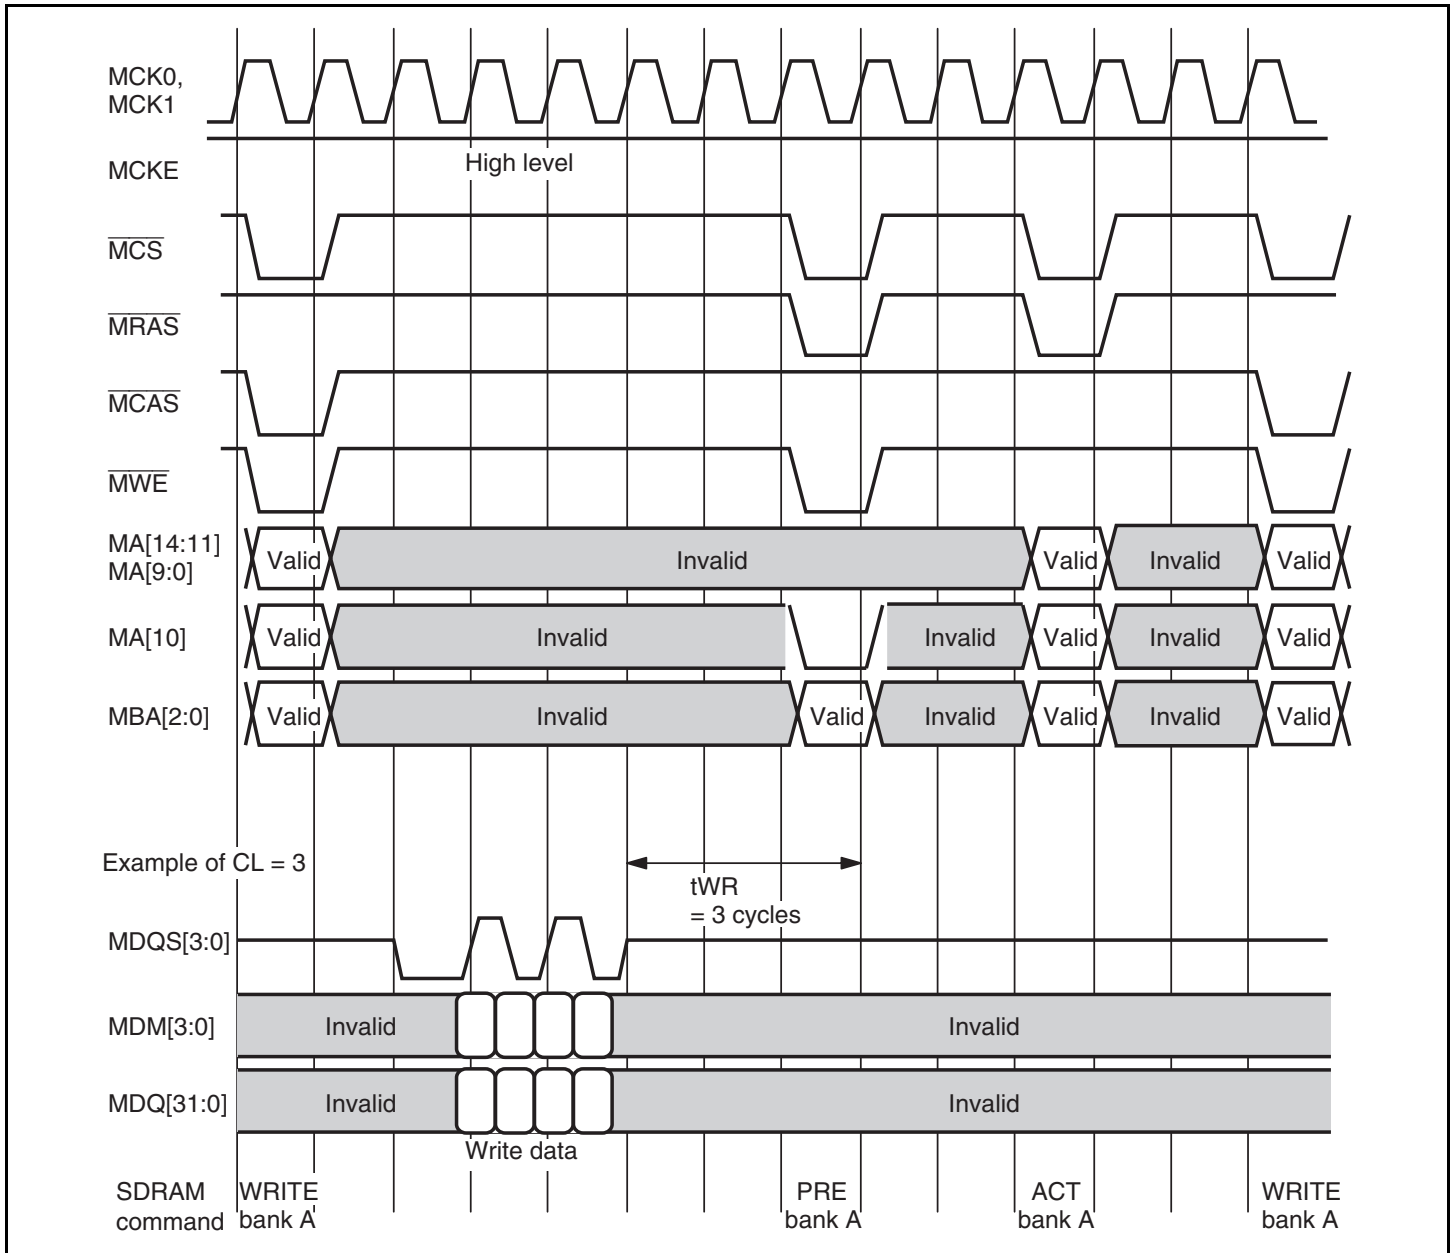 MCK0,
MCK1
MCKE
High level
MCS
MRAS
MCAS
MWE
MA[14:11]
MA[9:0]
Valid Invalid Valid Invalid Valid
MA[10] Valid Invalid Invalid Valid Invalid Valid
MBA[2:0] Valid Invalid Valid Invalid Valid Invalid Valid
Example of CL = 3
tWR
= 3 cycles
MDQS[3:0]
MDM[3:0] Invalid Invalid
MDQ[31:0] Invalid Invalid
Write data
SDRAM WRITE PRE ACT WRITE
command bank A bank A bank A bank A